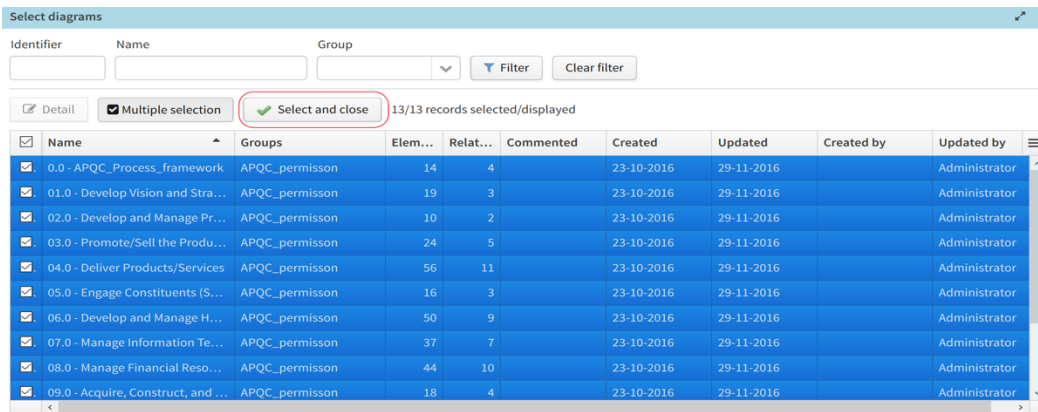 Select diagrams
Identifier Name Group
Filter Clear filter
Detail Multiple selection Select and close 13/13 records selected/displayed
Name Groups Elem... Relat... Commented Created Updated Created by Updated by
0.0 - APQC_Process_framework APQC_permisson 14 4 23-10-2016 29-11-2016 Administrator
01.0 - Develop Vision and Stra... APQC_permisson 19 3 23-10-2016 29-11-2016 Administrator
02.0 - Develop and Manage Pr... APQC_permisson 10 2 23-10-2016 29-11-2016 Administrator
03.0 - Promote/Sell the Produ... APQC_permisson 24 5 23-10-2016 29-11-2016 Administrator
04.0 - Deliver Products/Services APQC_permisson 56 11 23-10-2016 29-11-2016 Administrator
05.0 - Engage Constituents (S... APQC_permisson 16 3 23-10-2016 29-11-2016 Administrator
06.0 - Develop and Manage H... APQC_permisson 50 9 23-10-2016 29-11-2016 Administrator
07.0 - Manage Information Te... APQC_permisson 37 7 23-10-2016 29-11-2016 Administrator
08.0 - Manage Financial Reso... APQC_permisson 44 10 23-10-2016 29-11-2016 Administrator
09.0 - Acquire, Construct, and ... APQC_permisson 18 4 23-10-2016 29-11-2016 Administrator